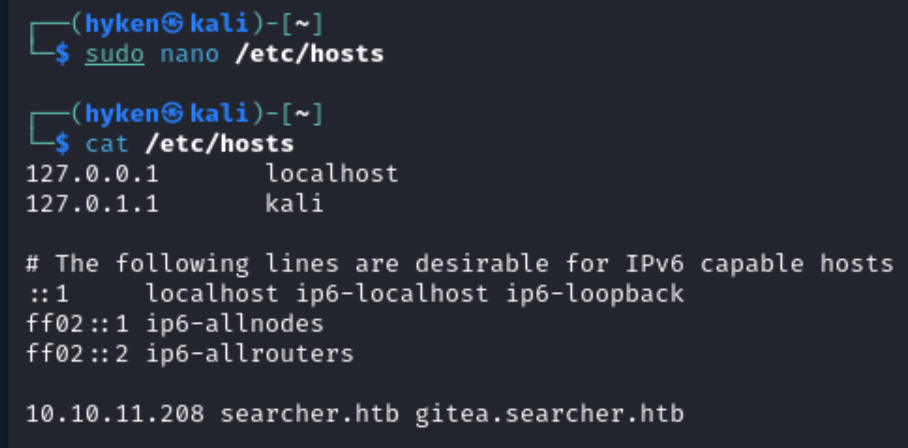 ┌──(hyken㉿kali)-[~]
└─$ sudo nano /etc/hosts
┌──(hyken㉿kali)-[~]
└─$ cat /etc/hosts
127.0.0.1       localhost
127.0.1.1       kali
# The following lines are desirable for IPv6 capable hosts
::1     localhost ip6-localhost ip6-loopback
ff02::1 ip6-allnodes
ff02::2 ip6-allrouters
10.10.11.208 searcher.htb gitea.searcher.htb